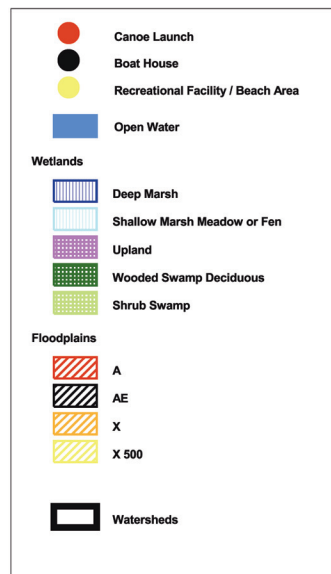 Canoe Launch
Boat House
Recreational Facility / Beach Area
Open Water
Wetlands
Deep Marsh
Shallow Marsh Meadow or Fen
Upland
Wooded Swamp Deciduous
Shrub Swamp
Floodplains
A
AE
X
X 500
Watersheds